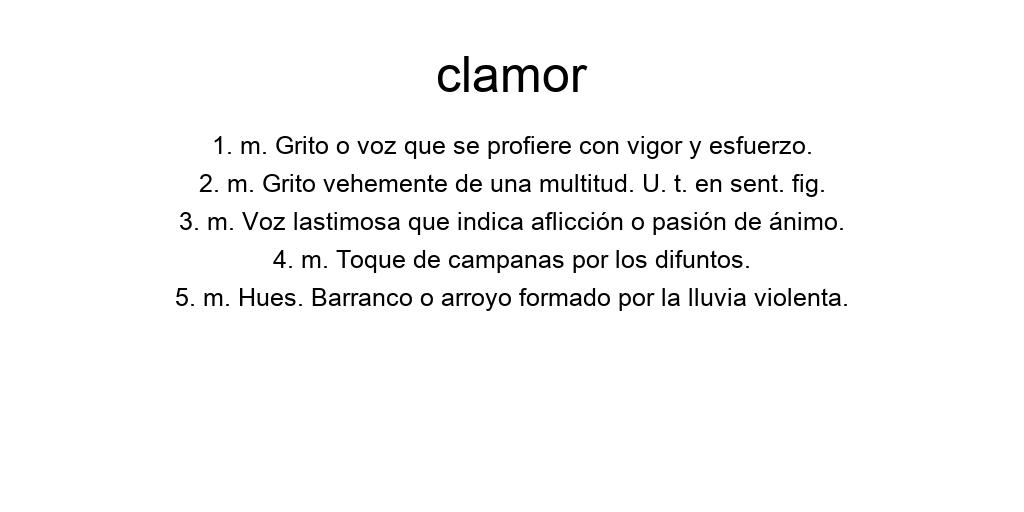 clamor
1. m. Grito o voz que se profiere con vigor y esfuerzo.
2. m. Grito vehemente de una multitud. U. t. en sent. fig.
3. m. Voz lastimosa que indica aflicción o pasión de ánimo.
4. m. Toque de campanas por los difuntos.
5. m. Hues. Barranco o arroyo formado por la lluvia violenta.